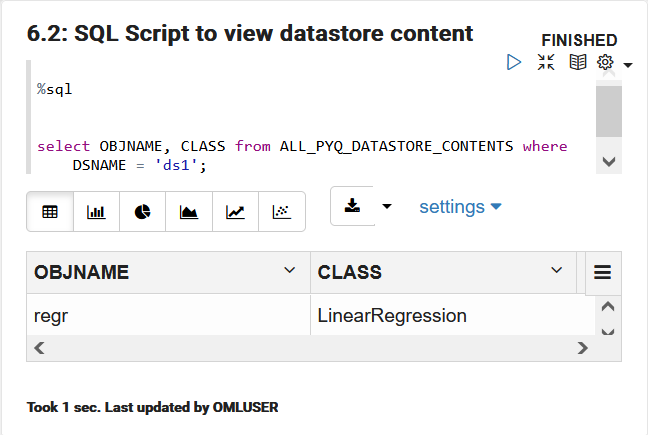 6.2: SQL Script to view datastore content
FINISHED
%sql
select OBJNAME, CLASS from ALL_PYQ_DATASTORE_CONTENTS where
DSNAME = 'ds1';
settings
OBJNAME CLASS
regr LinearRegression
Took 1 sec. Last updated by OMLUSER